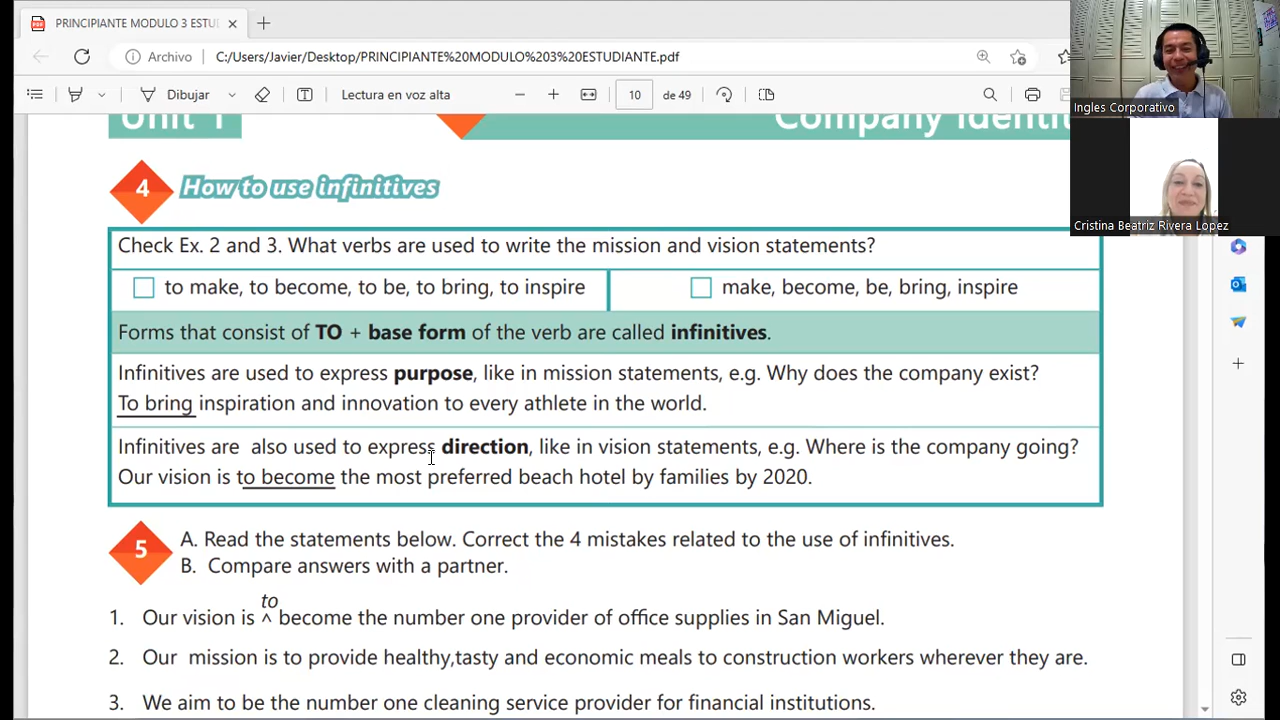 PRINCIPIANTE MODULO 3 ESTU
Archivo
C:/Users/Javier/Desktop/PRINCIPIANTE%20MODULO%203%20ESTUDIANTE.pdf
Dibujar
Lectura en voz alta
10
de 49
Ingles Corporativo
Cristina Beatriz Rivera Lopez
Unit 1
Company Identit
4
How to use infinitives
Check Ex. 2 and 3. What verbs are used to write the mission and vision statements?
to make, to become, to be, to bring, to inspire
make, become, be, bring, inspire
Forms that consist of TO + base form of the verb are called infinitives.
Infinitives are used to express purpose, like in mission statements, e.g. Why does the company exist?
To bring inspiration and innovation to every athlete in the world.
Infinitives are also used to express direction, like in vision statements, e.g. Where is the company going?
Our vision is to become the most preferred beach hotel by families by 2020.
5
A. Read the statements below. Correct the 4 mistakes related to the use of infinitives.
B. Compare answers with a partner.
to
1. Our vision is ^ become the number one provider of office supplies in San Miguel.
2. Our mission is to provide healthy,tasty and economic meals to construction workers wherever they are.
3. We aim to be the number one cleaning service provider for financial institutions.